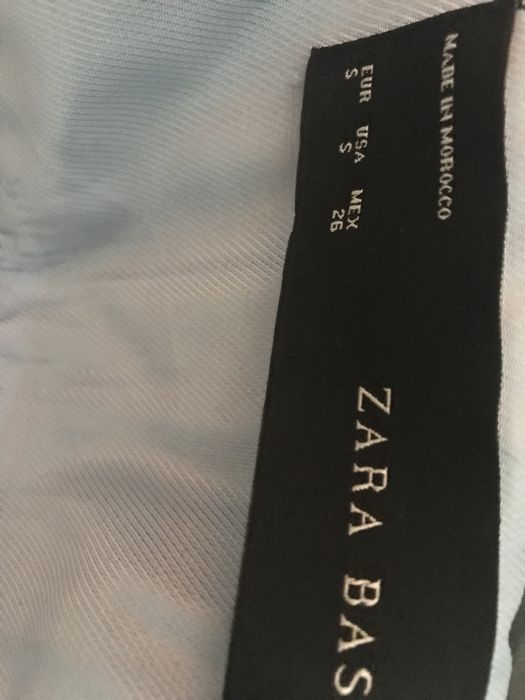 MADE IN MOROCCO
EUR USA MEX
S S 26
ZARA BAS